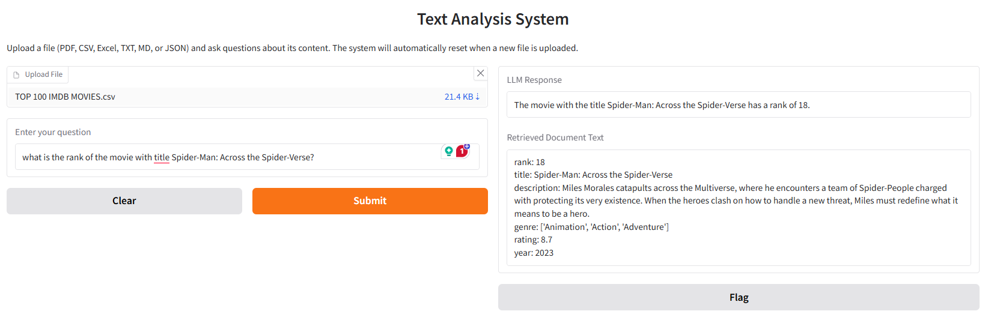 Text Analysis System
Upload a file (PDF, CSV, Excel, TXT, MD, or JSON) and ask questions about its content. The system will automatically reset when a new file is uploaded.
Upload File
TOP 100 IMDB MOVIES.csv
21.4 KB ↓
Enter your question
what is the rank of the movie with title Spider-Man: Across the Spider-Verse?
1
Clear
Submit
LLM Response
The movie with the title Spider-Man: Across the Spider-Verse has a rank of 18.
Retrieved Document Text
rank: 18
title: Spider-Man: Across the Spider-Verse
description: Miles Morales catapults across the Multiverse, where he encounters a team of Spider-People charged
with protecting its very existence. When the heroes clash on how to handle a new threat, Miles must redefine what it
means to be a hero.
genre: ['Animation', 'Action', 'Adventure']
rating: 8.7
year: 2023
Flag